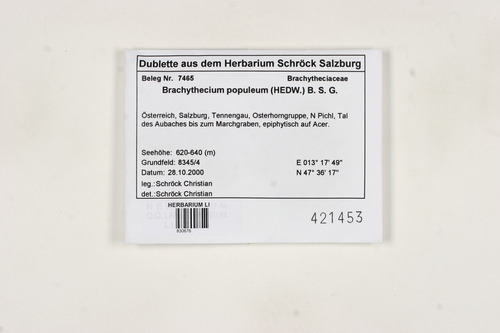 Dublette aus dem Herbarium Schröck Salzburg
Beleg Nr. 7465 Brachytheciaceae
Brachythecium populeum (HEDW.) B. S. G.
Österreich, Salzburg, Tennengau, Osterhorngruppe, N Pichl, Tal
des Aubaches bis zum Marchgraben, epiphytisch auf Acer.
Seehöhe: 620-640 (m)
Grundfeld: 8345/4 E 013° 17' 49"
Datum: 28.10.2000 N 47° 36' 17"
leg.:Schröck Christian
det.:Schröck Christian
HERBARIUM LI
830876
421453